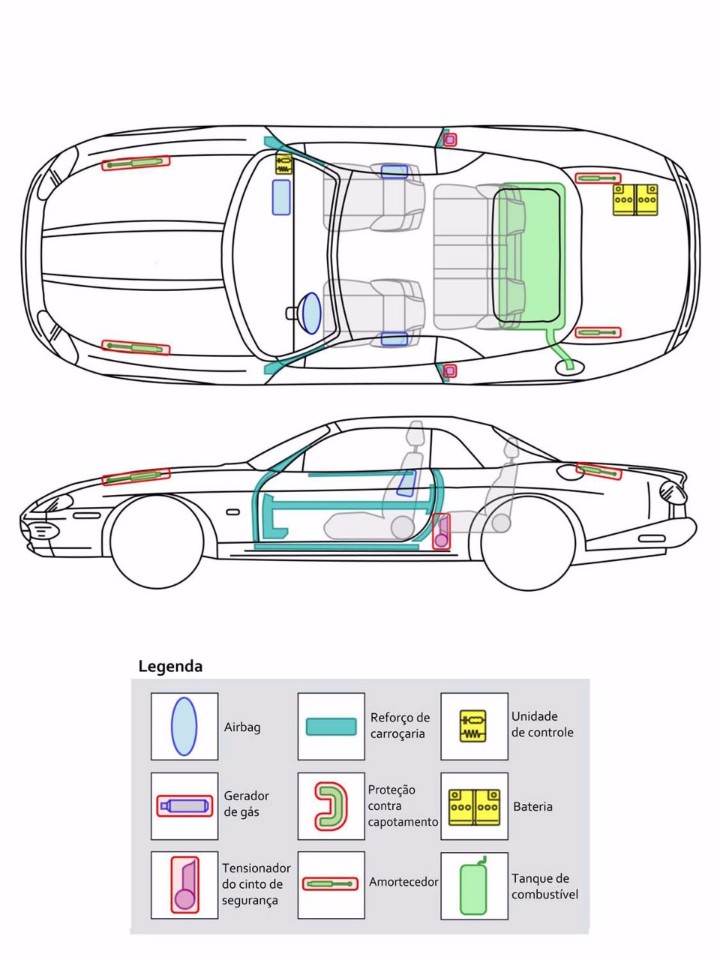 Legenda
Airbag
Reforço de
carroçaria
Unidade
de controle
Gerador
de gás
Proteção
contra
capotamento
Bateria
Tensionador
do cinto de
segurança
Amortecedor
Tanque de
combustível